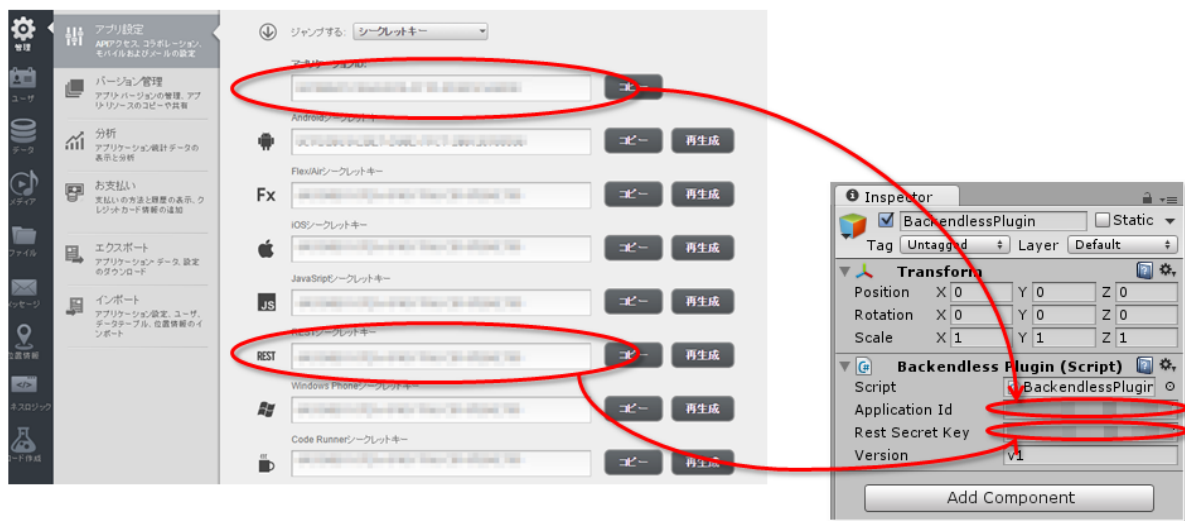 管理
ユーザ
データ
メディア
ファイル
メッセージ
位置情報
コード作成
アプリ設定
APIアクセス、コラボレーション、
モバイルおよびメールの設定
バージョン管理
アプリ・バージョンの管理、アプ
リ・リソースのコピーや共有
分析
アプリケーション統計データの
表示と分析
お支払い
支払いの方法と履歴の表示、ク
レジットカード情報の追加
エクスポート
アプリケーション・データ、設定
のダウンロード
インポート
アプリケーション設定、ユーザ、
データテーブル、位置情報のイ
ンポート
ジャンプする: シークレットキー
アプリケーションID:
コピー
Androidシークレットキー
コピー 再生成
Flex/Airシークレットキー
Fx コピー 再生成
iOSシークレットキー
コピー 再生成
JavaSriptシークレットキー
JS コピー 再生成
RESTシークレットキー
REST コピー 再生成
Windows Phoneシークレットキー
コピー 再生成
Code Runnerシークレットキー
コピー 再生成
Inspector
BackendlessPlugin Static
Tag Untagged Layer Default
Transform
Position X 0 Y 0 Z 0
Rotation X 0 Y 0 Z 0
Scale X 1 Y 1 Z 1
Backendless Plugin (Script)
Script BackendlessPlugin
Application Id
Rest Secret Key
Version v1
Add Component